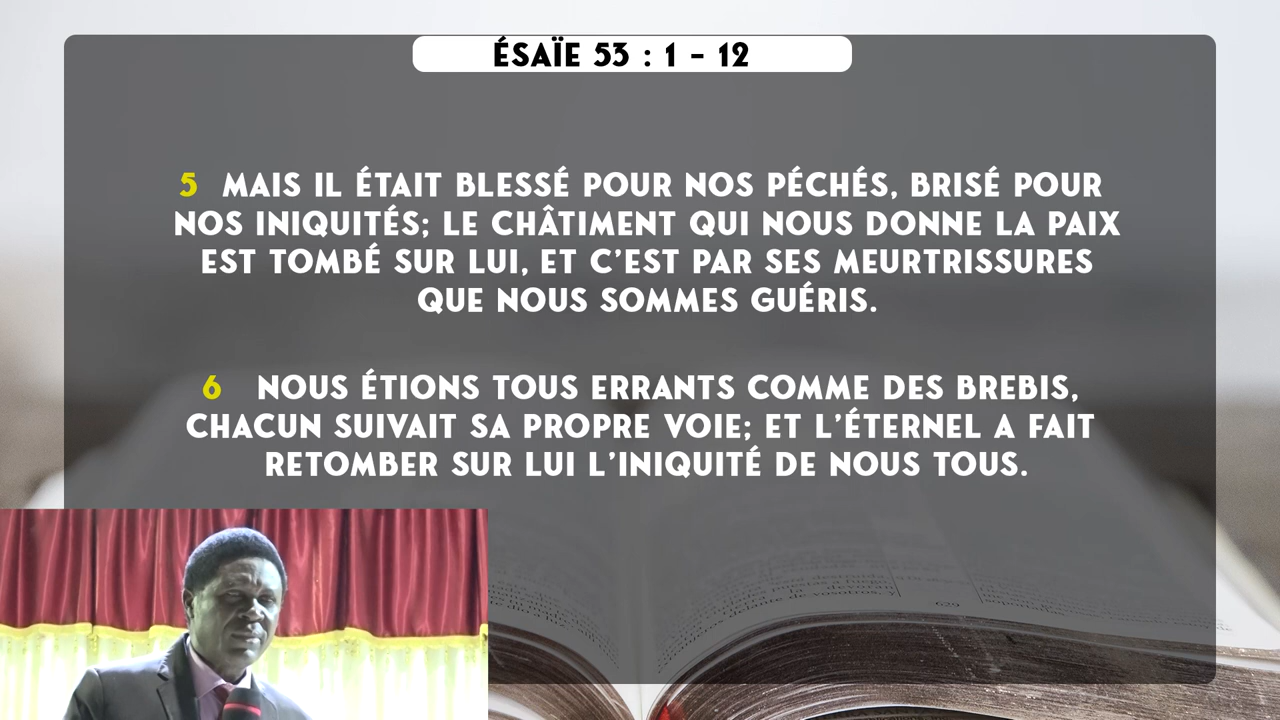 ÉSAÏE 53 : 1 - 12
5 MAIS IL ÉTAIT BLESSÉ POUR NOS PÉCHÉS, BRISÉ POUR
NOS INIQUITÉS; LE CHÂTIMENT QUI NOUS DONNE LA PAIX
EST TOMBÉ SUR LUI, ET C'EST PAR SES MEURTRISSURES
QUE NOUS SOMMES GUÉRIS.
6 NOUS ÉTIONS TOUS ERRANTS COMME DES BREBIS,
CHACUN SUIVAIT SA PROPRE VOIE; ET L'ÉTERNEL A FAIT
RETOMBER SUR LUI L'INIQUITÉ DE NOUS TOUS.
629